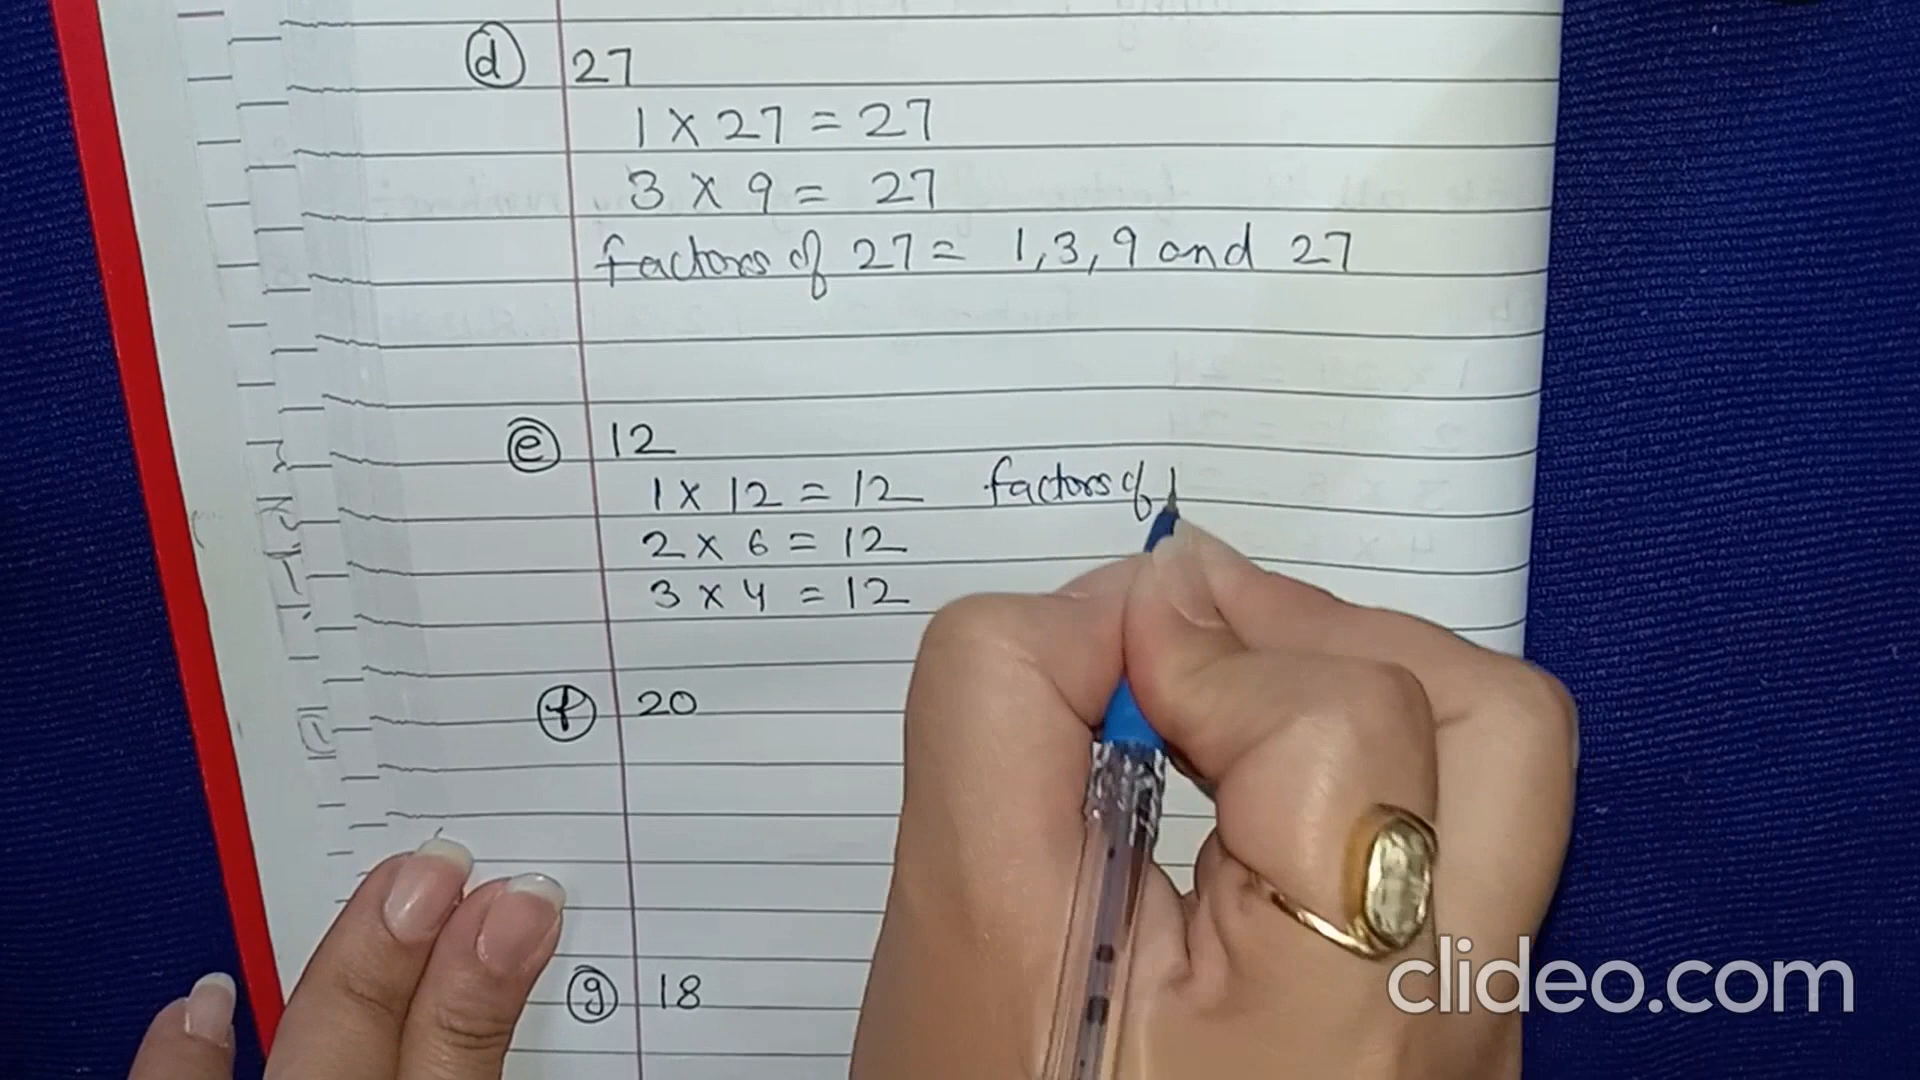 d 27
1 × 27 = 27
3 × 9 = 27
factors of 27 = 1, 3, 9 and 27
e 12
1 × 12 = 12 factors of 1
2 × 6 = 12
3 × 4 = 12
f 20
g 18
clideo.com